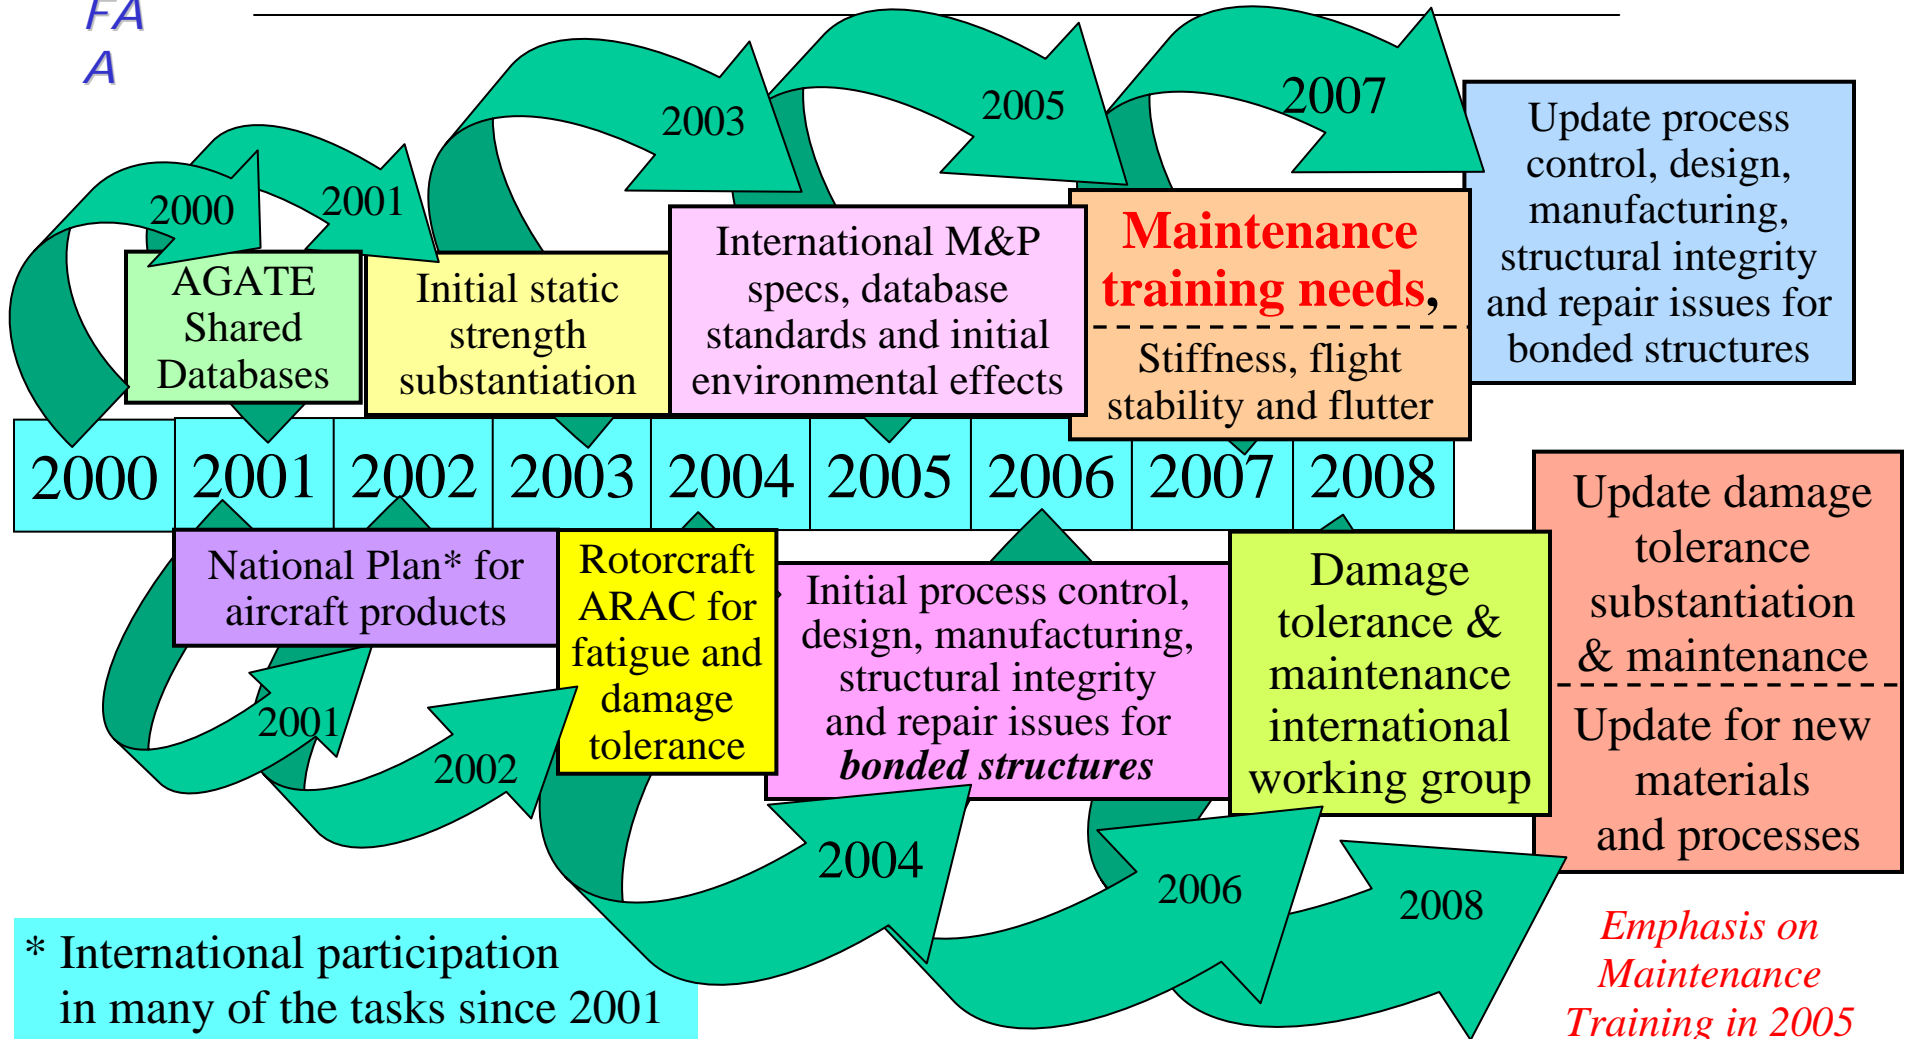 FA
A
2000
2001
2003
2005
2007
AGATE
Shared
Databases
Initial static
strength
substantiation
International M&P
specs, database
standards and initial
environmental effects
Maintenance
training needs,
Stiffness, flight
stability and flutter
Update process
control, design,
manufacturing,
structural integrity
and repair issues for
bonded structures
2000 2001 2002 2003 2004 2005 2006 2007 2008
National Plan* for
aircraft products
Rotorcraft
ARAC for
fatigue and
damage
tolerance
Initial process control,
design, manufacturing,
structural integrity
and repair issues for
bonded structures
Damage
tolerance &
maintenance
international
working group
Update damage
tolerance
substantiation
& maintenance
Update for new
materials
and processes
2001
2002
2004
2006
2008
* International participation
in many of the tasks since 2001
Emphasis on
Maintenance
Training in 2005